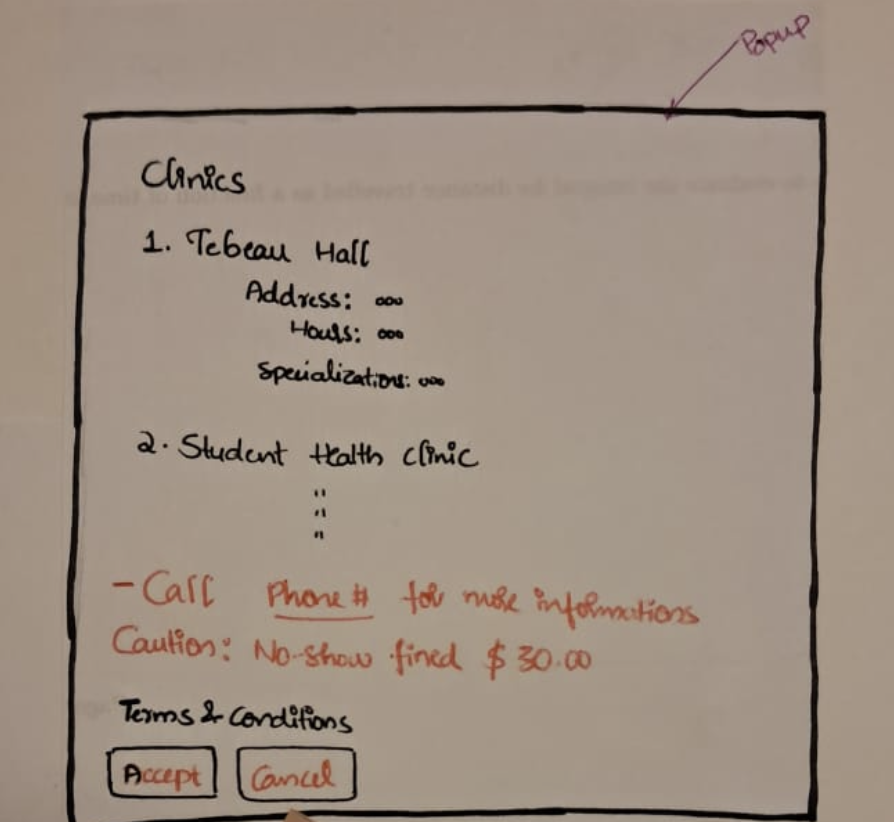 Popup
Clinics
1. Tebeau Hall
Address: ooo
Hours: ooo
Specializations: ooo
2. Student Health Clinic
"
"
"
- Call Phone # for more informations
Caution: No-show fined $30.00
Terms & Conditions
Accept Cancel